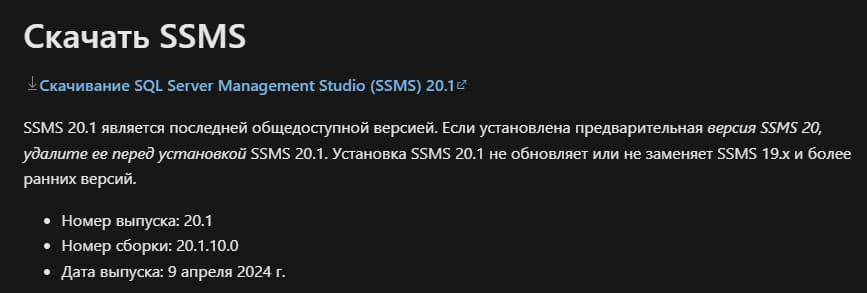 Скачать SSMS
Скачивание SQL Server Management Studio (SSMS) 20.1
SSMS 20.1 является последней общедоступной версией. Если установлена предварительная версия SSMS 20,
удалите ее перед установкой SSMS 20.1. Установка SSMS 20.1 не обновляет или не заменяет SSMS 19.x и более
ранних версий.
• Номер выпуска: 20.1
• Номер сборки: 20.1.10.0
• Дата выпуска: 9 апреля 2024 г.